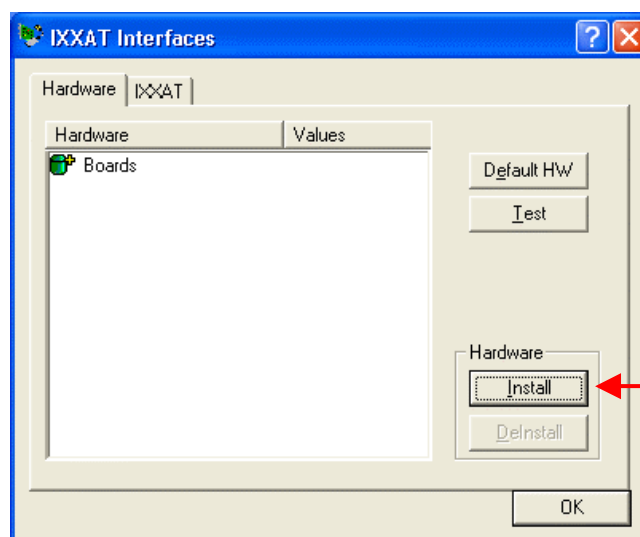 IXXAT Interfaces
Hardware IXXAT
Hardware Values
Boards
Default HW
Test
Hardware
Install
DeInstall
OK